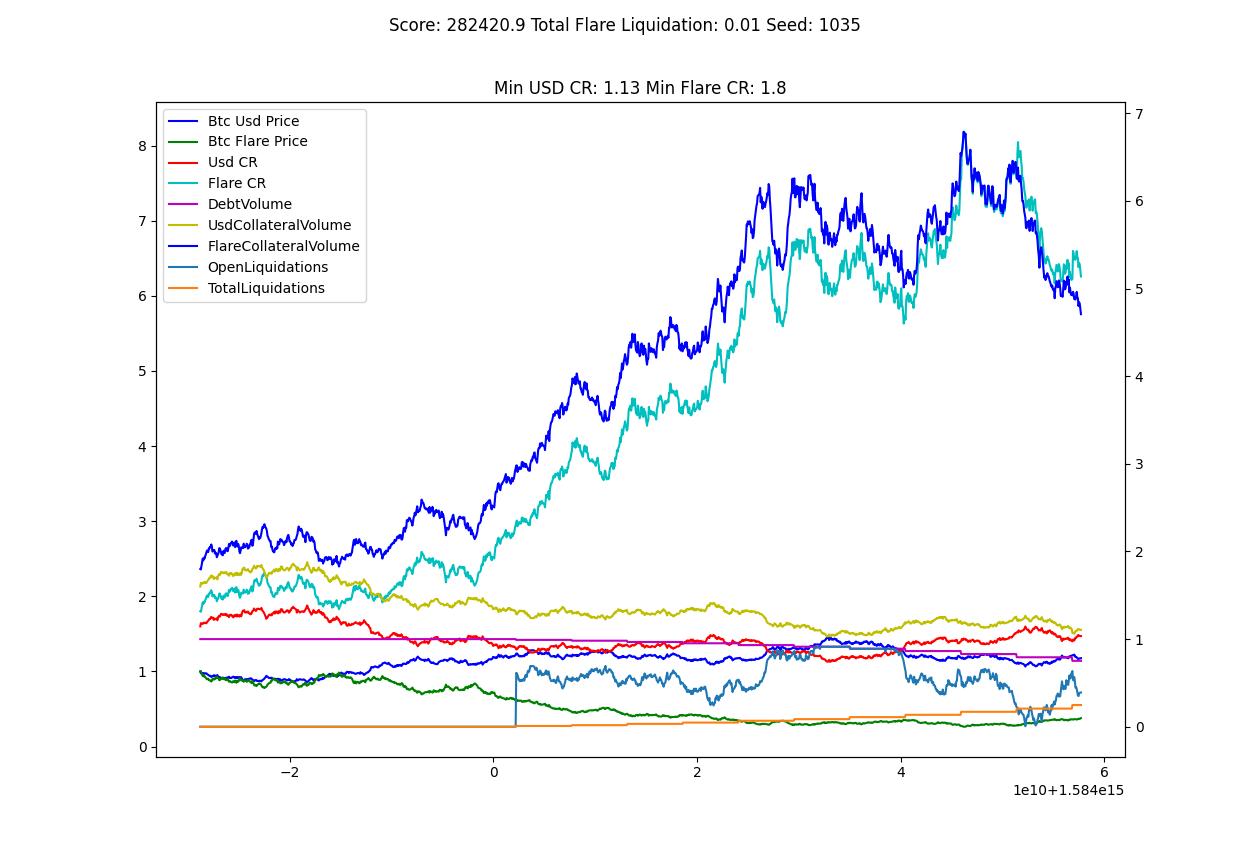 Score: 282420.9 Total Flare Liquidation: 0.01 Seed: 1035
Min USD CR: 1.13 Min Flare CR: 1.8
Btc Usd Price
Btc Flare Price
Usd CR
Flare CR
DebtVolume
UsdCollateralVolume
FlareCollateralVolume
OpenLiquidations
TotalLiquidations
8
7
6
5
4
3
2
1
0
7
6
5
4
3
2
1
0
−2
0
2
4
6
1e10+1.584e15